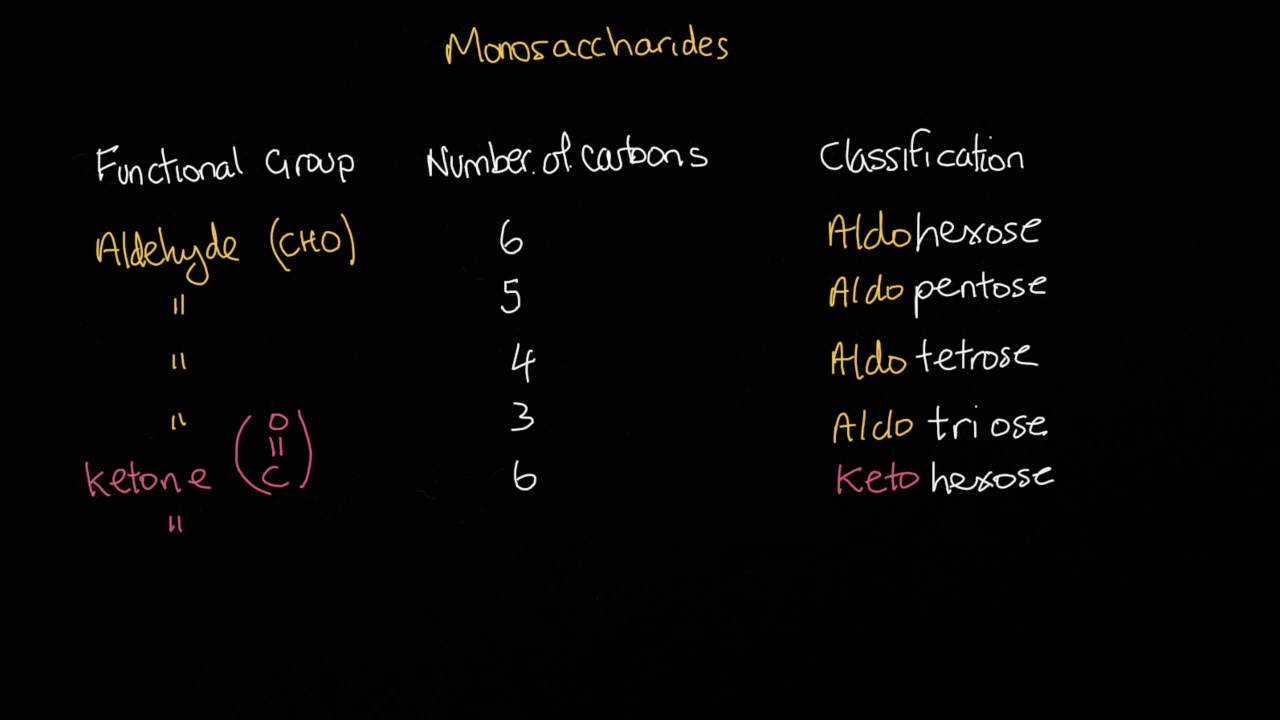 Monosaccharides
Functional Group Number of carbons Classification
Aldehyde (CHO) 6 Aldohexose
" 5 Aldopentose
" 4 Aldotetrose
" 3 Aldotriose
Ketone (O=C) 6 Ketohexose
"